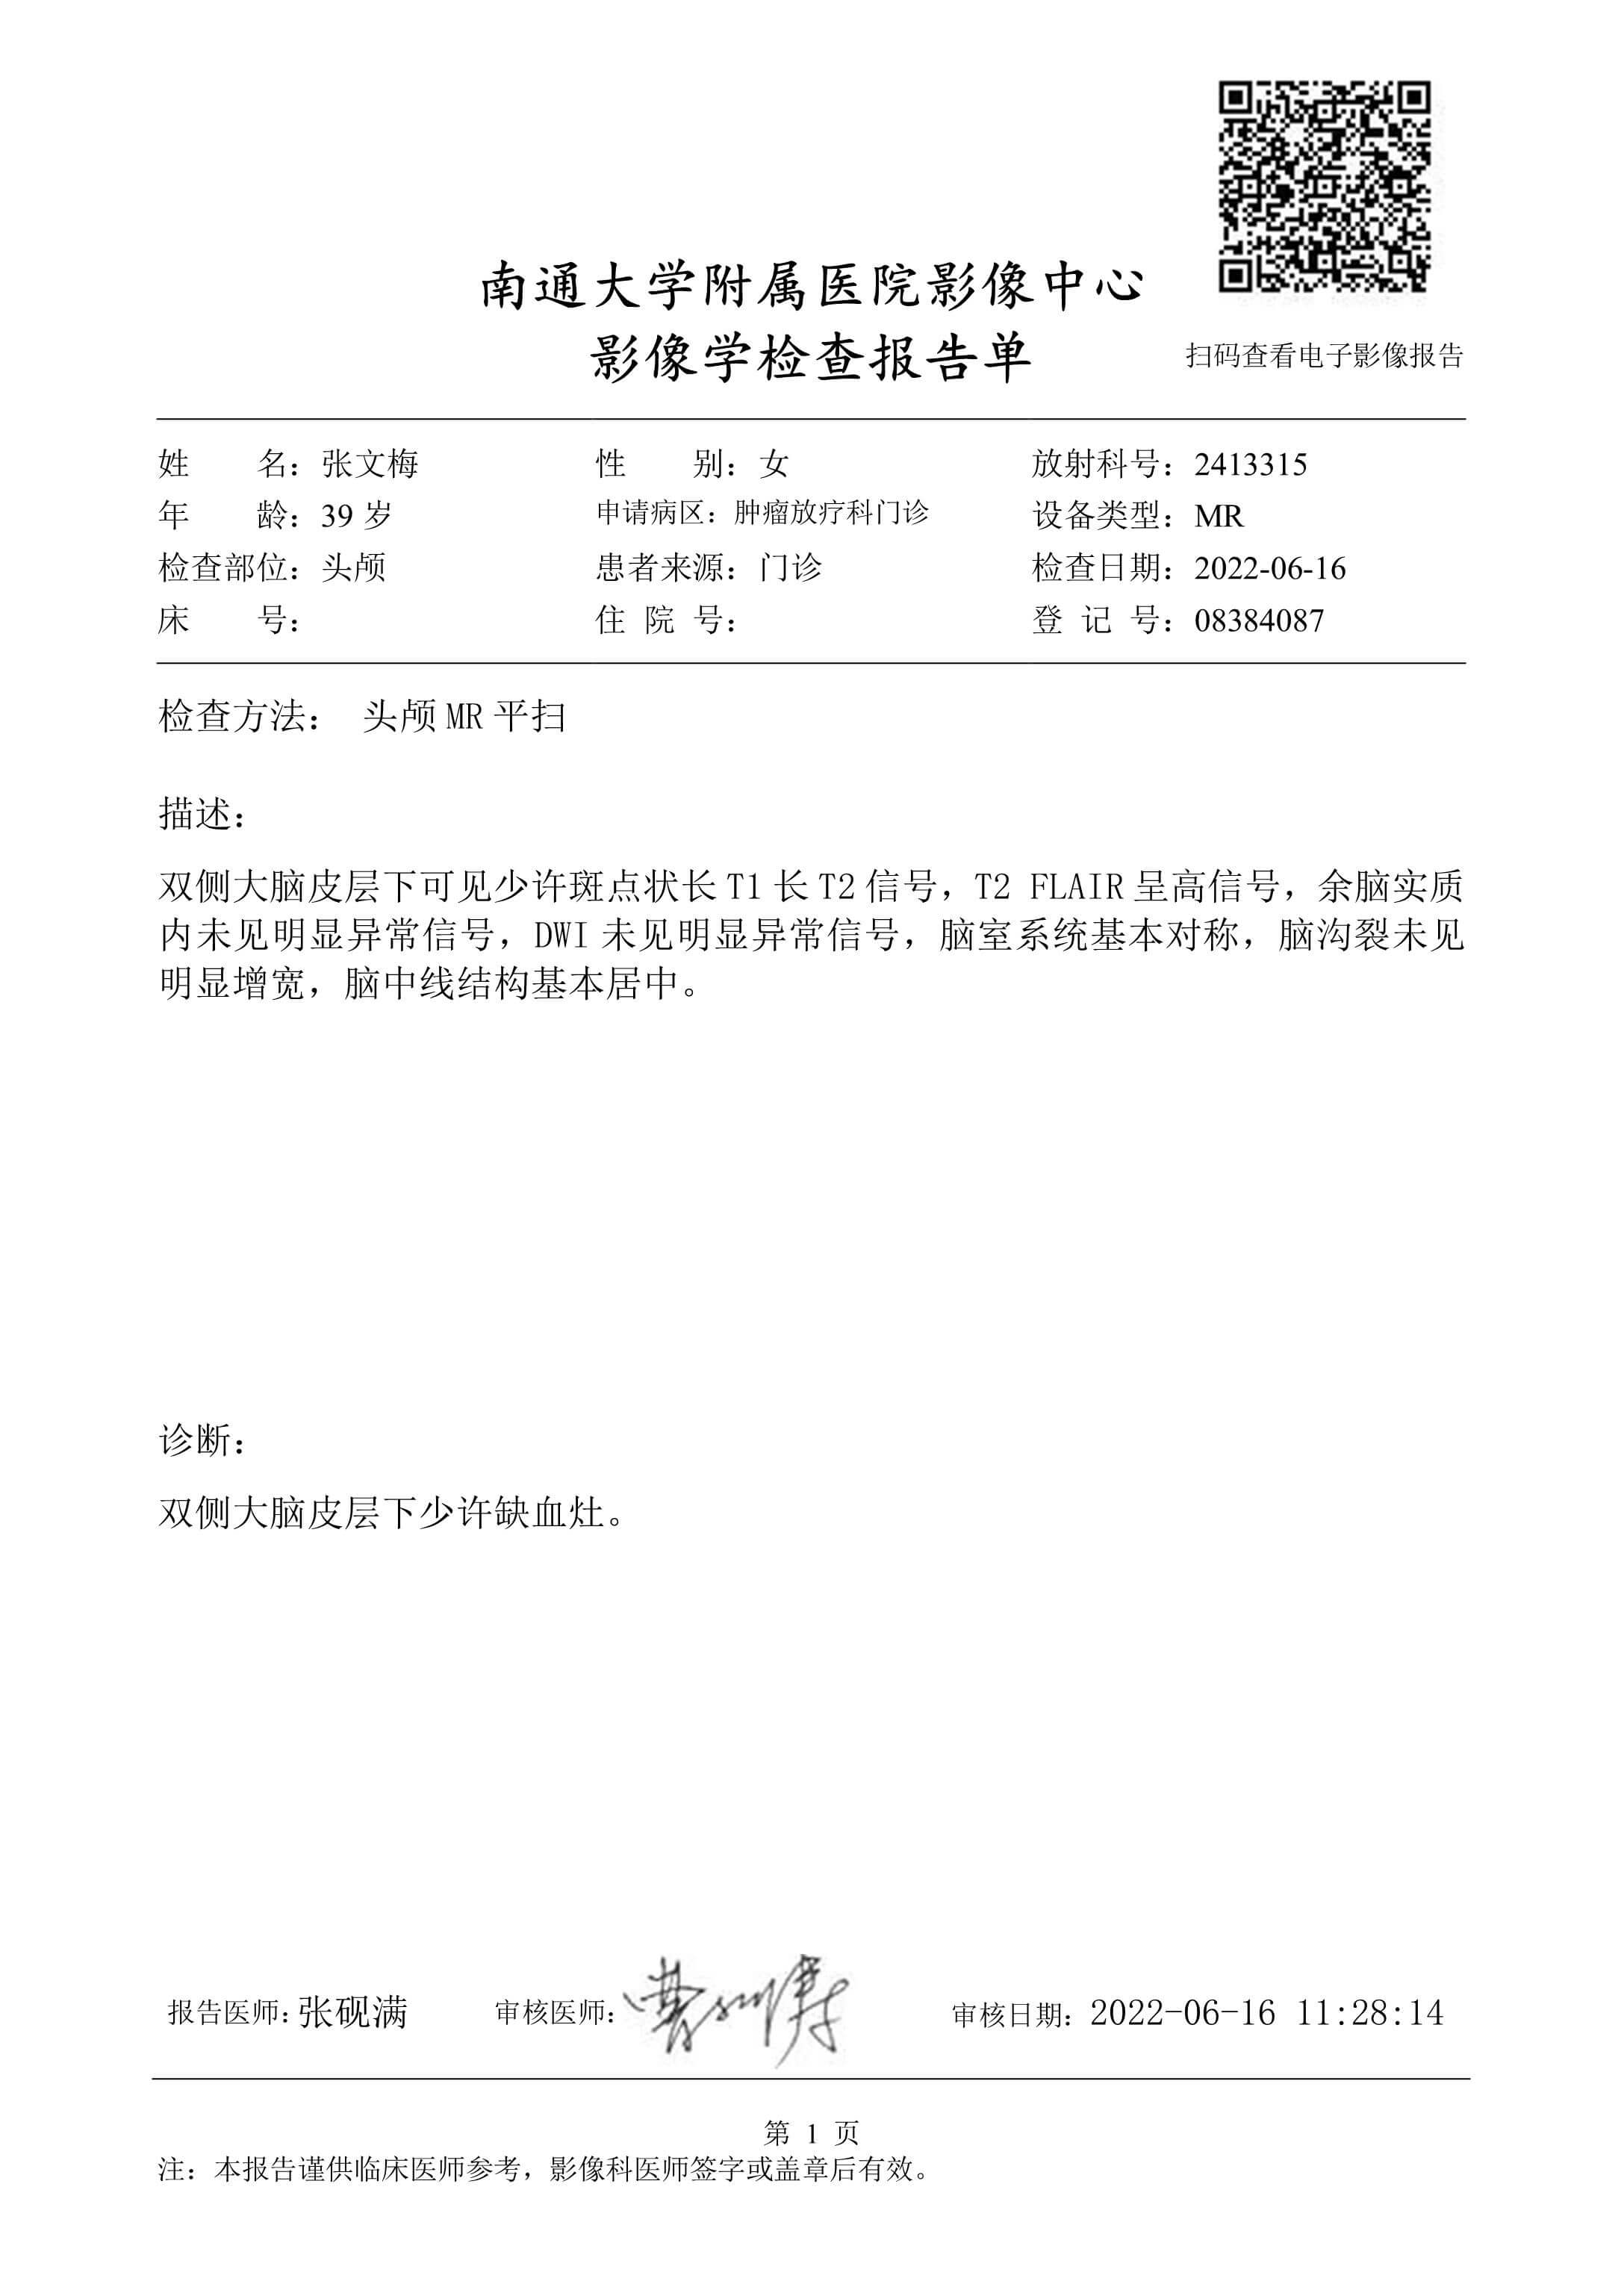 南通大学附属医院影像中心
影像学检查报告单
扫码查看电子影像报告
姓 名：张文梅 性 别：女 放射科号：2413315
年 龄：39 岁 申请病区：肿瘤放疗科门诊 设备类型：MR
检查部位：头颅 患者来源：门诊 检查日期：2022-06-16
床 号： 住 院 号： 登 记 号：08384087
检查方法： 头颅 MR 平扫
描述：
双侧大脑皮层下可见少许斑点状长 T1 长 T2 信号，T2 FLAIR 呈高信号，余脑实质
内未见明显异常信号，DWI 未见明显异常信号，脑室系统基本对称，脑沟裂未见
明显增宽，脑中线结构基本居中。
诊断：
双侧大脑皮层下少许缺血灶。
报告医师：张砚满 审核医师： 审核日期：2022-06-16 11:28:14
第 1 页
注：本报告谨供临床医师参考，影像科医师签字或盖章后有效。